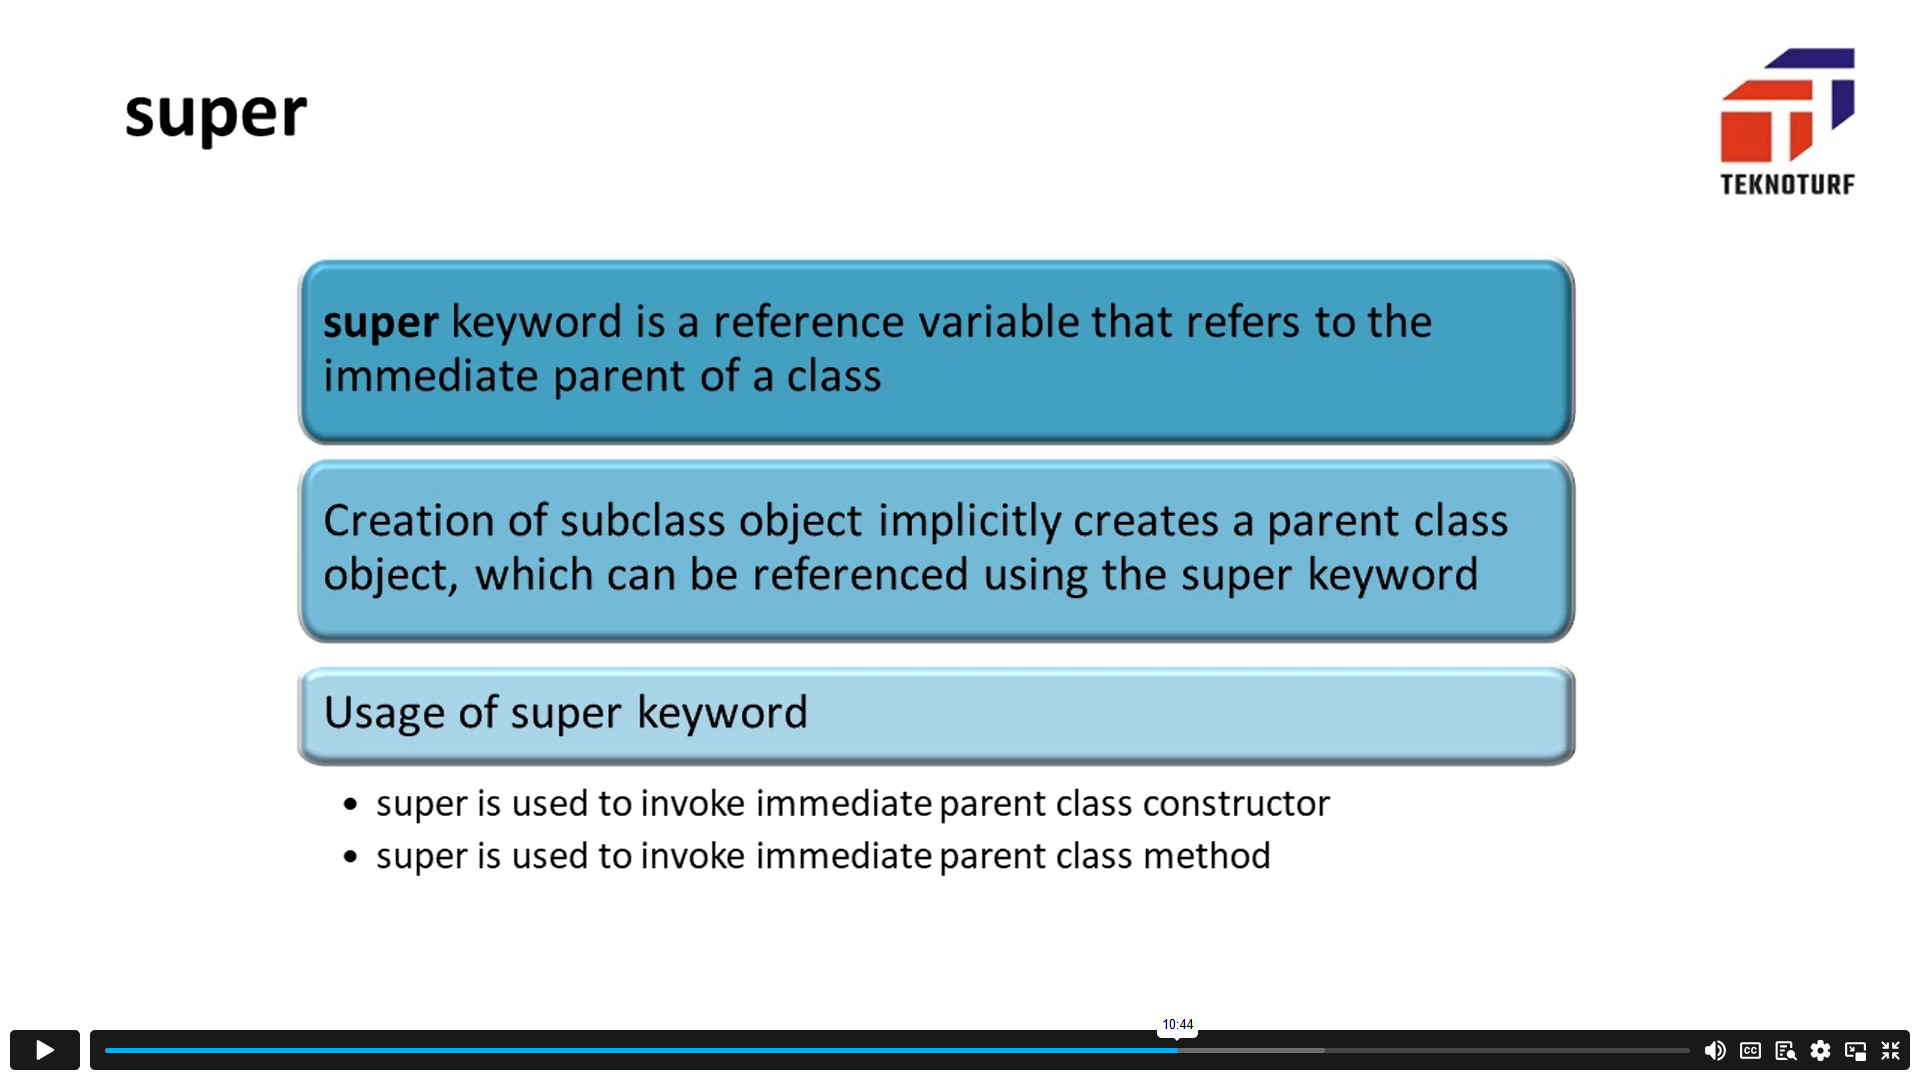 super
TEKNOTURF
super keyword is a reference variable that refers to the
immediate parent of a class
Creation of subclass object implicitly creates a parent class
object, which can be referenced using the super keyword
Usage of super keyword
• super is used to invoke immediate parent class constructor
• super is used to invoke immediate parent class method
10:44
CC